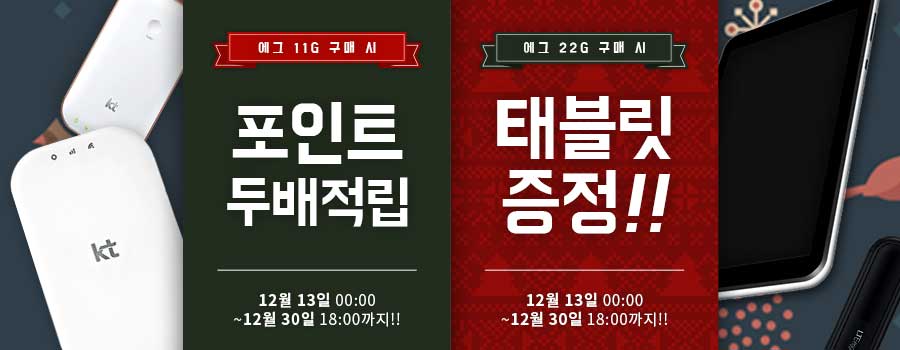 kt
kt
에그 11G 구매 시
포인트
두배적립
12월 13일 00:00
~12월 30일 18:00까지!!
에그 22G 구매 시
태블릿
증정!!
12월 13일 00:00
~12월 30일 18:00까지!!